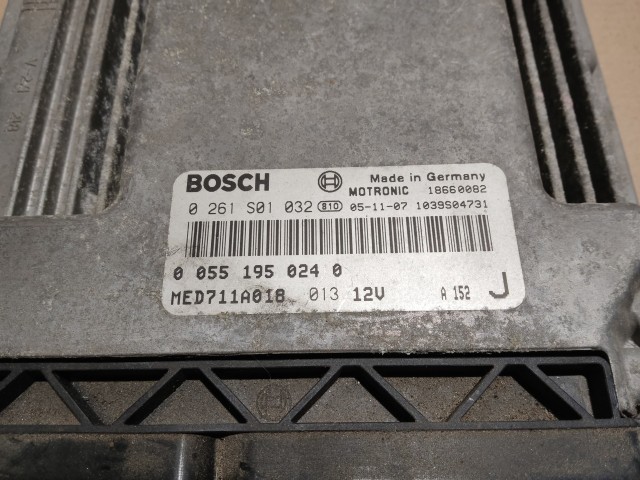 BOSCH Made in Germany
MOTRONIC 18660082
0 261 S01 032 810 05-11-07 1039S04731
0 055 195 024 0
MED711A018 013 12V A 152 J